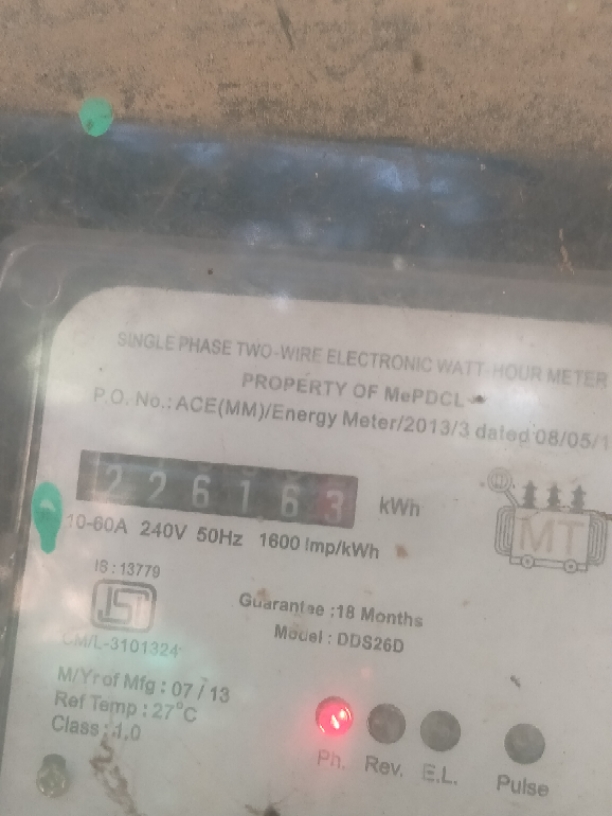 SINGLE PHASE TWO-WIRE ELECTRONIC WATT-HOUR METER
PROPERTY OF MePDCL
P.O. No.: ACE(MM)/Energy Meter/2013/3 dated 08/05/1
226163 kWh
10-60A 240V 50Hz 1600 Imp/kWh
MT
IS : 13779
ISI
CM/L-3101324
Guarantee :18 Months
Model : DDS26D
M/Yr of Mfg : 07 / 13
Ref Temp : 27°C
Class : 1.0
Ph. Rev. E.L. Pulse